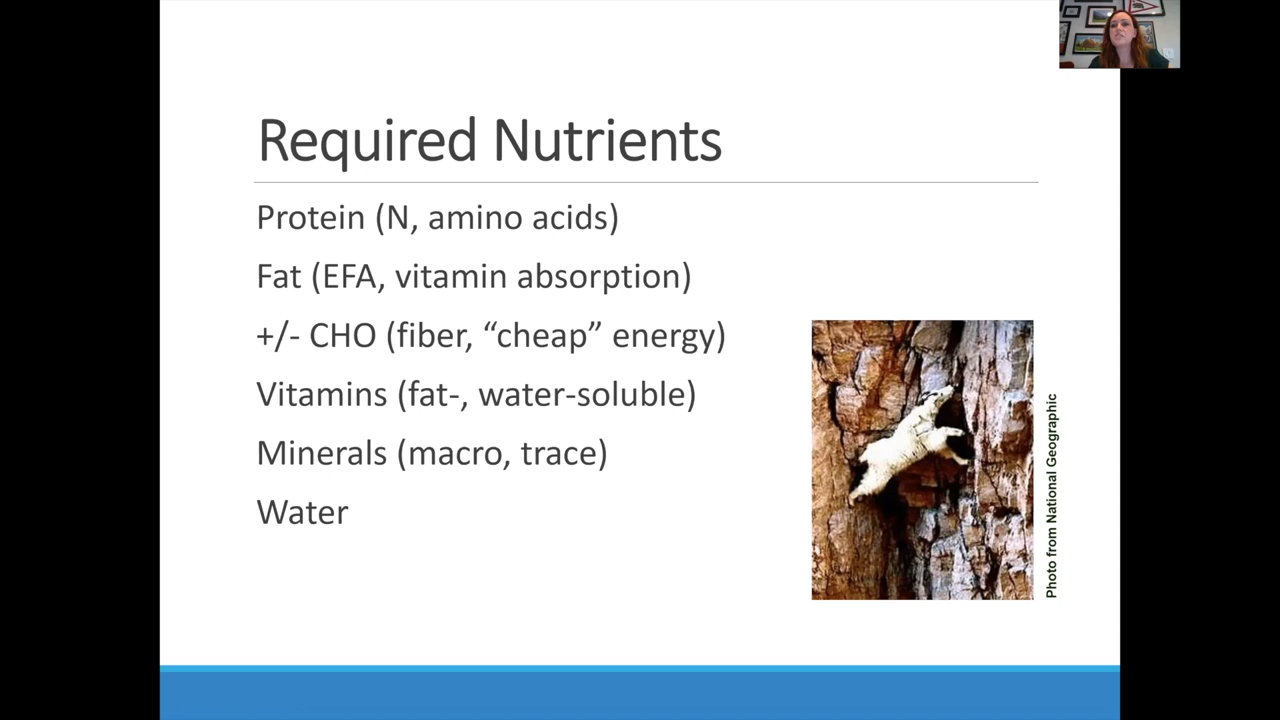 Required Nutrients
Protein (N, amino acids)
Fat (EFA, vitamin absorption)
+/- CHO (fiber, “cheap” energy)
Vitamins (fat-, water-soluble)
Minerals (macro, trace)
Water
Photo from National Geographic